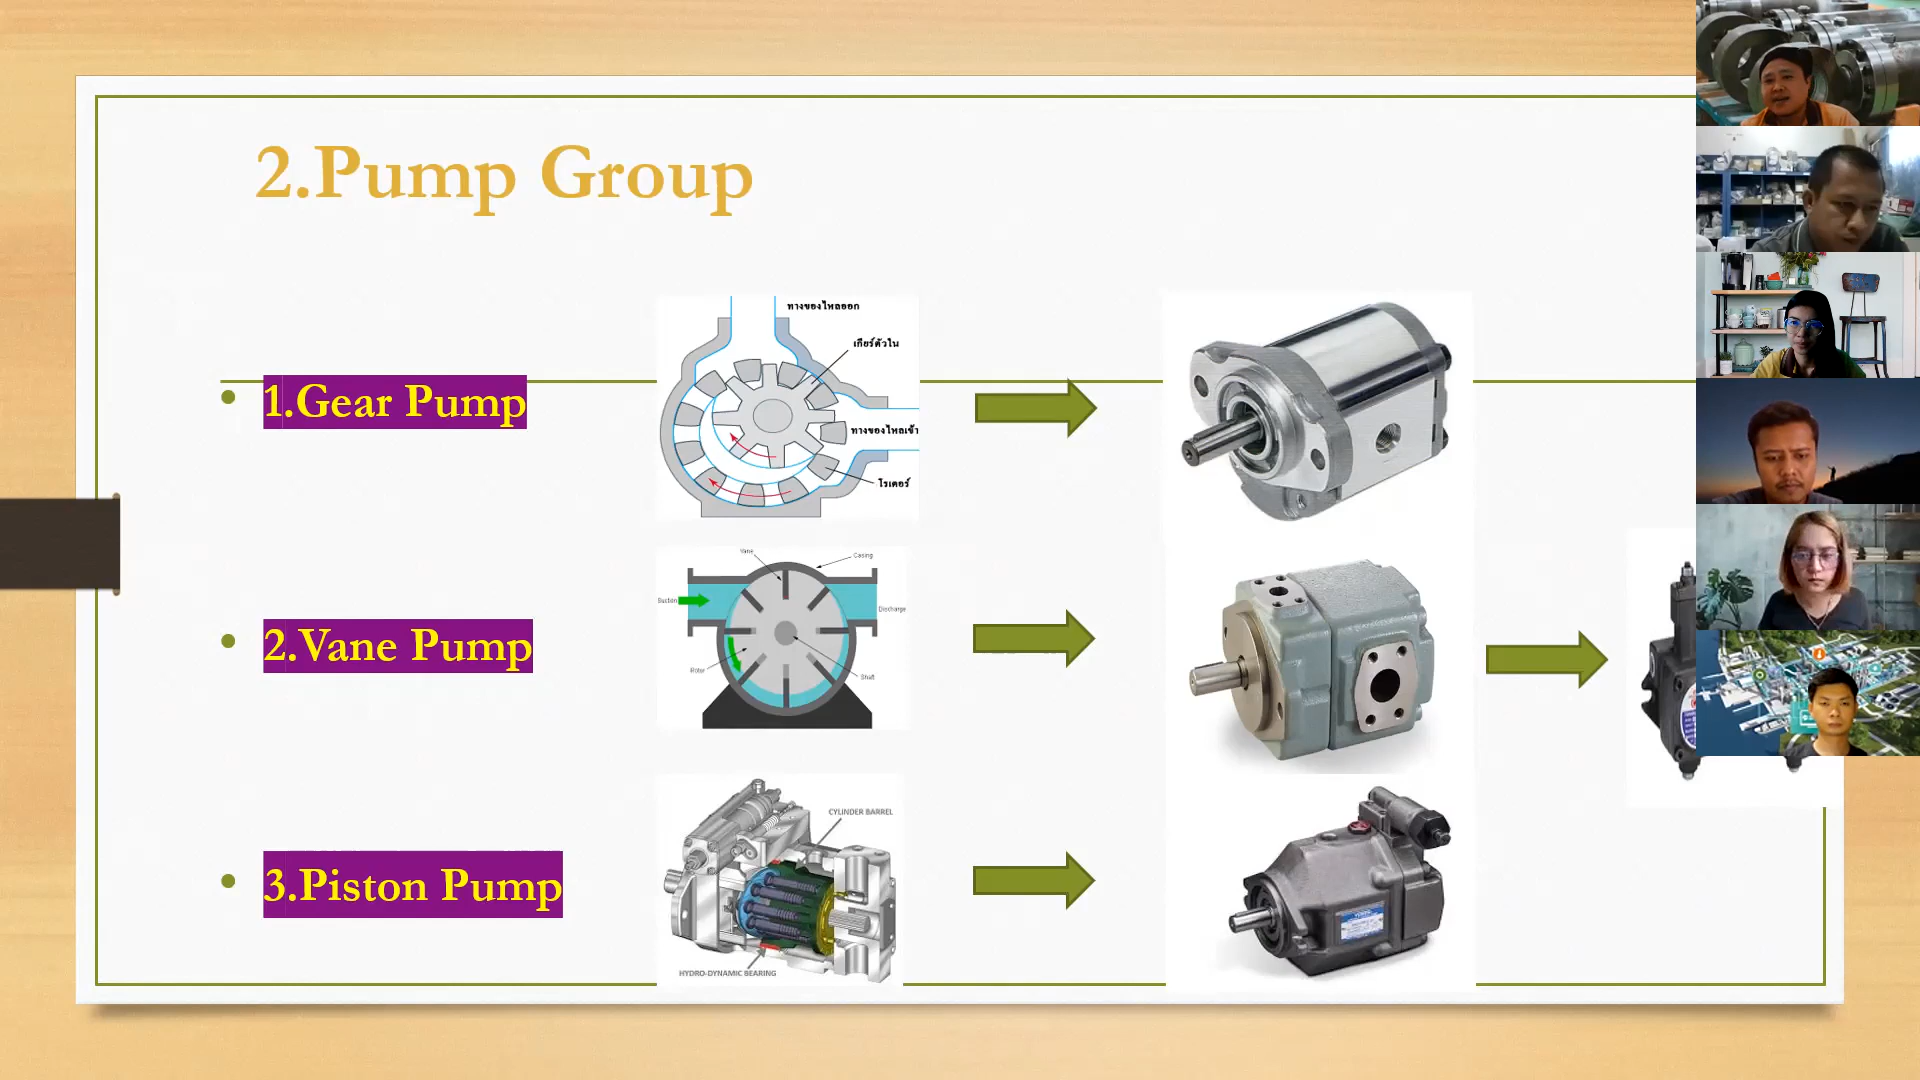 2.Pump Group
• 1.Gear Pump
ทางของไหลออก
เกียร์ตัวใน
ทางของไหลเข้า
โรเตอร์
• 2.Vane Pump
Vane
Casing
Suction
Discharge
Rotor
Shaft
• 3.Piston Pump
CYLINDER BARREL
HYDRO-DYNAMIC BEARING
YUKEN